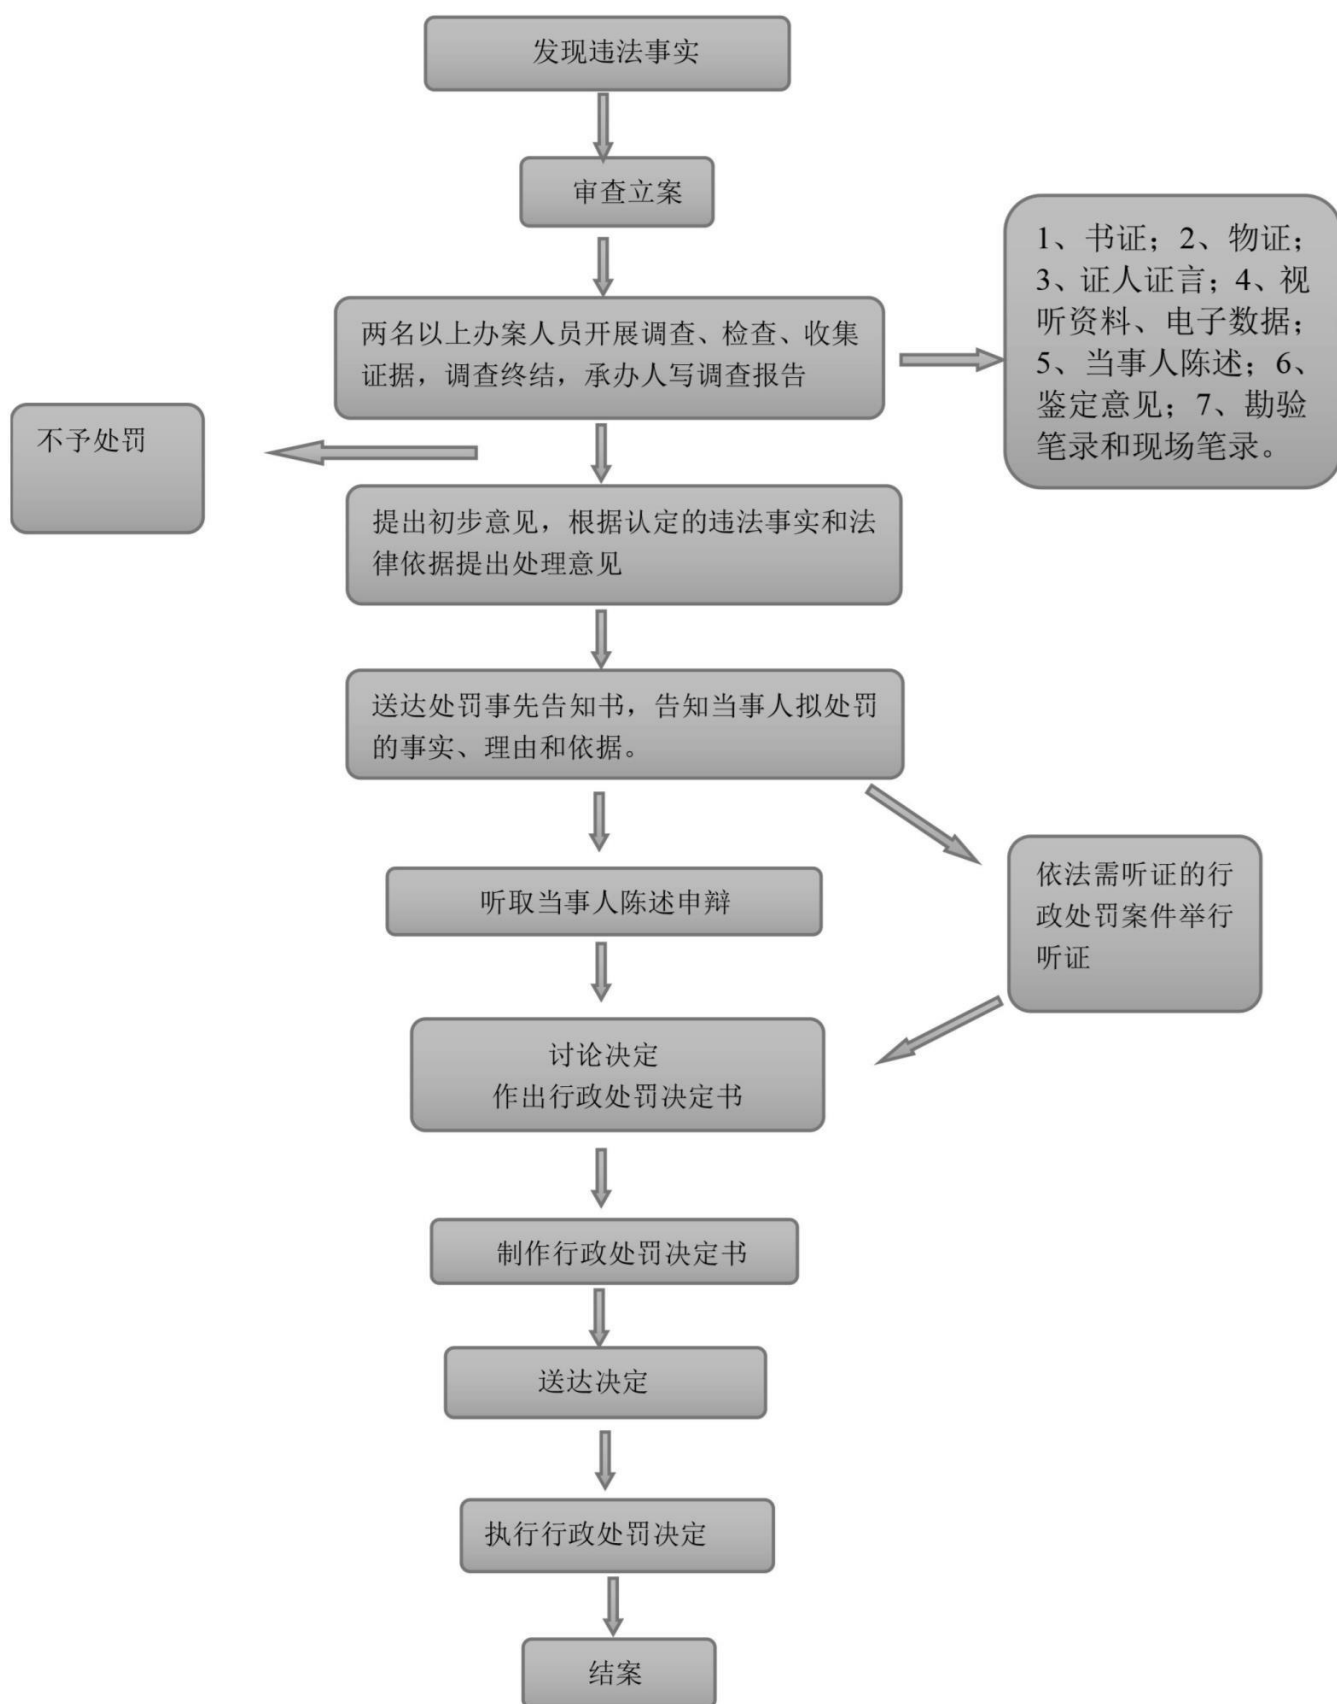 发现违法事实
审查立案
1、书证；2、物证；
3、证人证言；4、视
听资料、电子数据；
5、当事人陈述；6、
鉴定意见；7、勘验
笔录和现场笔录。
两名以上办案人员开展调查、检查、收集
证据，调查终结，承办人写调查报告
不予处罚
提出初步意见，根据认定的违法事实和法
律依据提出处理意见
送达处罚事先告知书，告知当事人拟处罚
的事实、理由和依据。
听取当事人陈述申辩
依法需听证的行
政处罚案件举行
听证
讨论决定
作出行政处罚决定书
制作行政处罚决定书
送达决定
执行行政处罚决定
结案